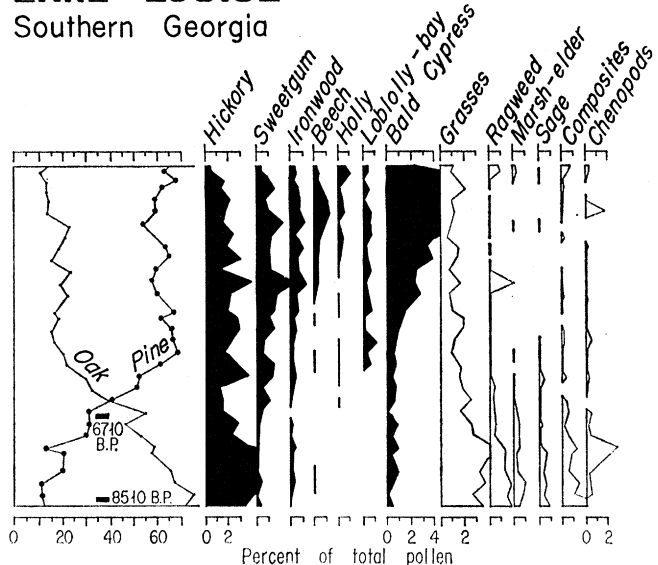 Southern Georgia
Hickory
Sweetgum
Ironwood
Beech
Holly
Loblolly-bay
Bald Cypress
Grasses
Ragweed
Marsh-elder
Sage
Composites
Chenopods
Oak
Pine
6710
B.P.
8510 B.P.
0 20 40 60 0 2 0 2 4 2 0 2
Percent of total pollen